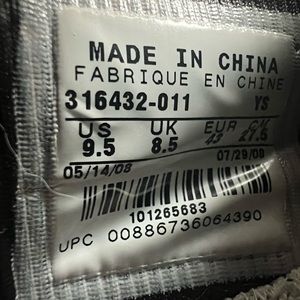 MADE IN CHINA
FABRIQUE EN CHINE
316432-011 YS
US UK EUR CM
9.5 8.5 43 27.5
05/14/08 07/29/08
101265683
UPC 00886736064390